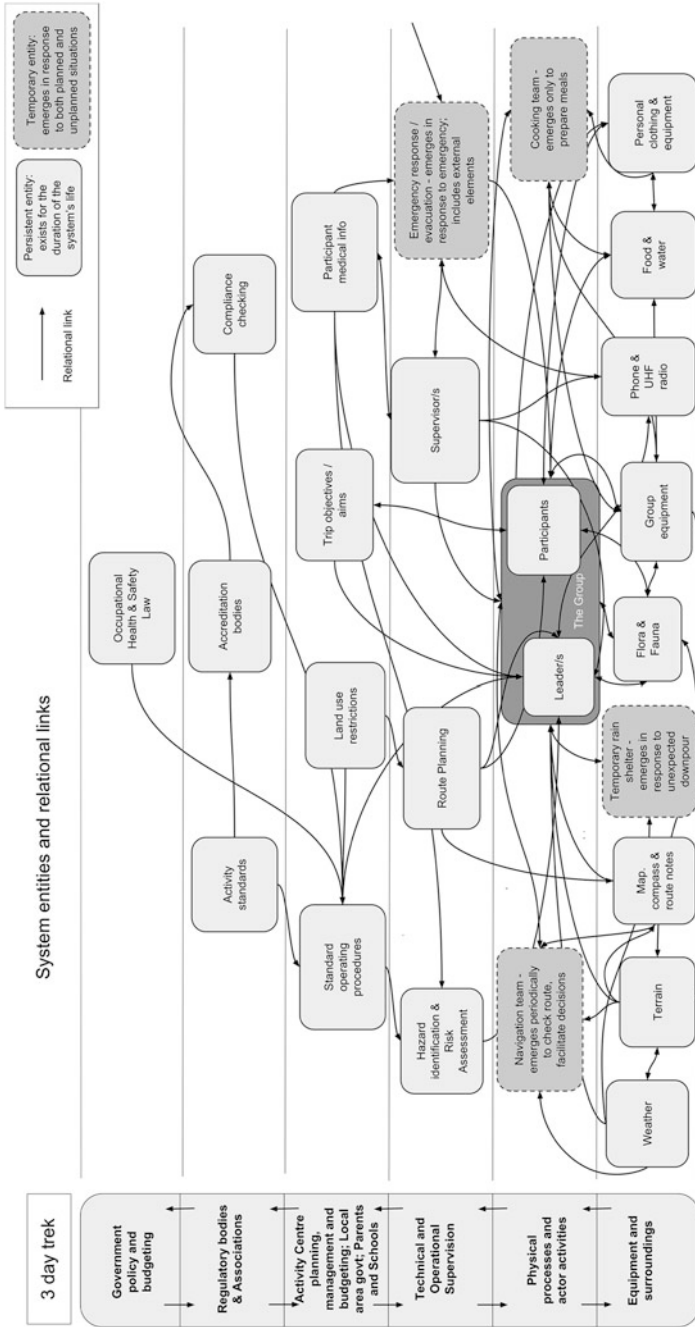 System entities and relational links
3 day trek
Relational link
Persistent entity:
exists for the
duration of the
system's life
Temporary entity:
emerges in response
to both planned and
unplanned situations
Government
policy and
budgeting
Occupational
Health & Safety
Law
Regulatory bodies
& Associations
Activity
standards
Accreditation
bodies
Compliance
checking
Activity Centre
planning,
management and
budgeting; Local
area govt; Parents
and Schools
Standard
operating
procedures
Land use
restrictions
Trip objectives /
aims
Participant
medical info
Technical and
Operational
Supervision
Hazard
identification &
Risk
Assessment
Route Planning
Supervisor/s
Emergency response /
evacuation - emerges in
response to emergency;
includes external
elements
Physical
processes and
actor activities
Navigation team -
emerges periodically
to check route,
facilitate decisions
Leader/s
The Group
Participants
Cooking team -
emerges only to
prepare meals
Equipment and
surroundings
Weather
Terrain
Map,
compass &
route notes
Temporary rain
shelter -
emerges in
response to
unexpected
downpour
Flora &
Fauna
Group
equipment
Phone &
UHF
radio
Food &
water
Personal
clothing &
equipment